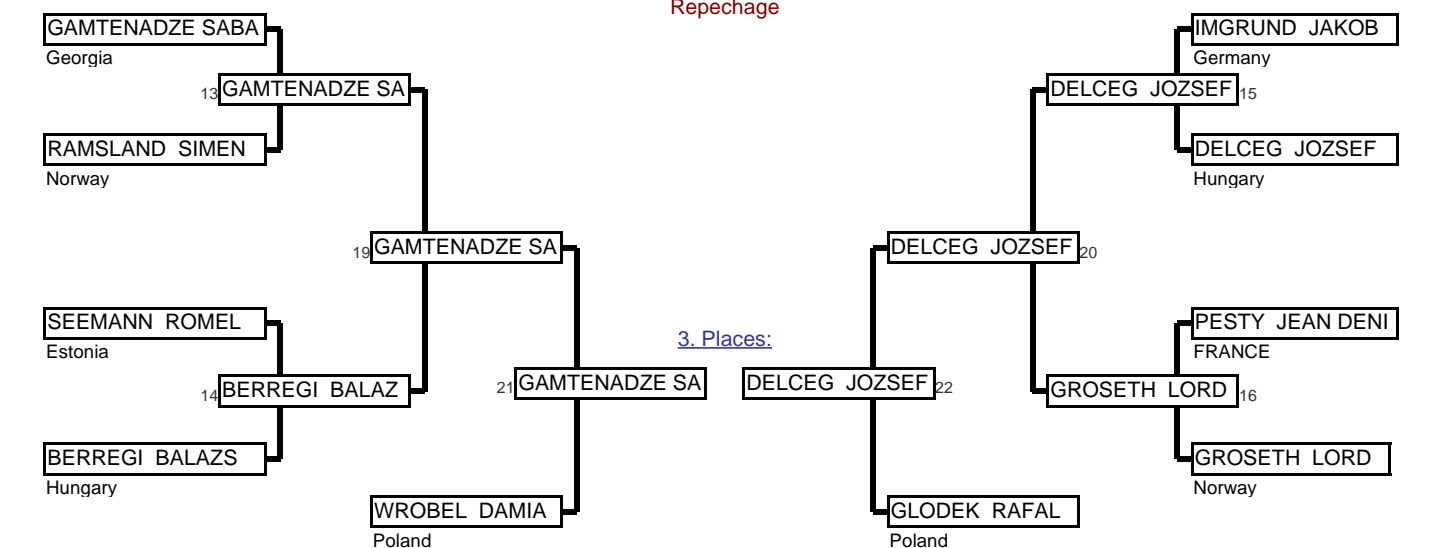 Repechage
GAMTENADZE SABA
Georgia
13 GAMTENADZE SA
RAMSLAND SIMEN
Norway
19 GAMTENADZE SA
SEEMANN ROMEL
Estonia
14 BERREGI BALAZ
BERREGI BALAZS
Hungary
21 GAMTENADZE SA
WROBEL DAMIA
Poland
3. Places:
IMGRUND JAKOB
Germany
DELCEG JOZSEF 15
DELCEG JOZSEF
Hungary
DELCEG JOZSEF 20
PESTY JEAN DENI
FRANCE
GROSETH LORD 16
GROSETH LORD
Norway
DELCEG JOZSEF 22
GLODEK RAFAL
Poland